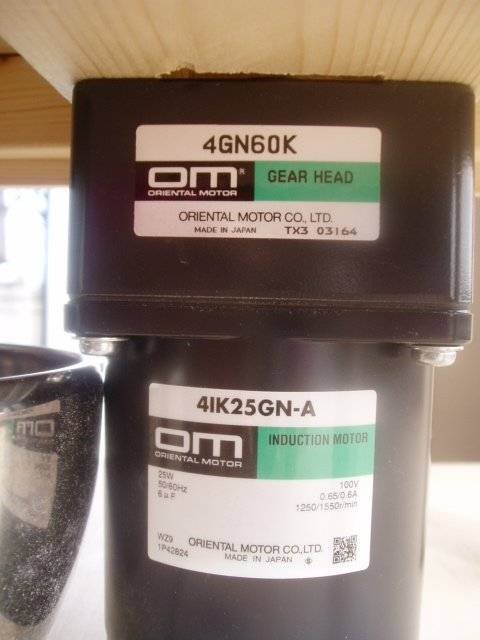 4GN60K
OM®
ORIENTAL MOTOR
GEAR HEAD
ORIENTAL MOTOR CO., LTD.
MADE IN JAPAN TX3 03164
4IK25GN-A
OM
ORIENTAL MOTOR
INDUCTION MOTOR
25W
50/60Hz
6μF
100V
0.65/0.6A
1250/1550r/min
WZ9
1P42824
ORIENTAL MOTOR CO.,LTD.
MADE IN JAPAN